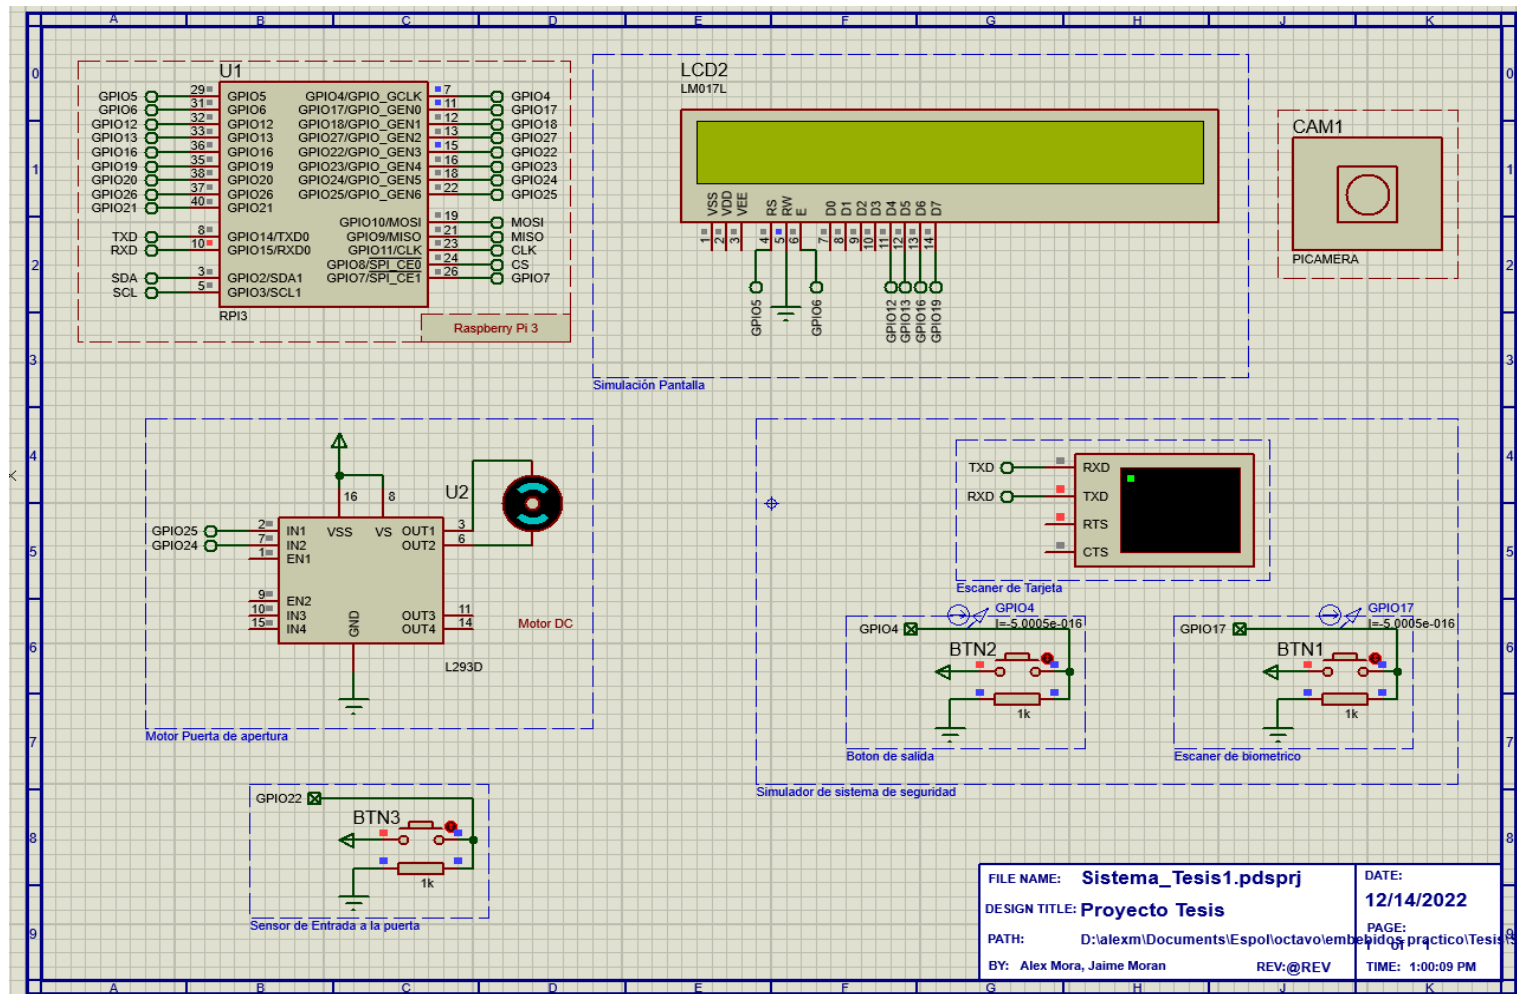 A B C D E F G H J K
0
1
2
3
4
5
6
7
8
9
0
1
2
3
4
5
6
7
8
9
U1
GPIO5 29 GPIO5 GPIO4/GPIO_GCLK 7 GPIO4
GPIO6 31 GPIO6 GPIO17/GPIO_GEN0 11 GPIO17
GPIO12 32 GPIO12 GPIO18/GPIO_GEN1 12 GPIO18
GPIO13 33 GPIO13 GPIO27/GPIO_GEN2 13 GPIO27
GPIO16 36 GPIO16 GPIO22/GPIO_GEN3 15 GPIO22
GPIO19 35 GPIO19 GPIO23/GPIO_GEN4 16 GPIO23
GPIO20 38 GPIO20 GPIO24/GPIO_GEN5 18 GPIO24
GPIO26 37 GPIO26 GPIO25/GPIO_GEN6 22 GPIO25
GPIO21 40 GPIO21
GPIO10/MOSI 19 MOSI
TXD 8 GPIO14/TXD0 GPIO9/MISO 21 MISO
RXD 10 GPIO15/RXD0 GPIO11/CLK 23 CLK
GPIO8/SPI_CE0 24 CS
SDA 3 GPIO2/SDA1 GPIO7/SPI_CE1 26 GPIO7
SCL 5 GPIO3/SCL1
RPI3
Raspberry Pi 3
LCD2
LM017L
VSS VDD VEE RS RW E D0 D1 D2 D3 D4 D5 D6 D7
1 2 3 4 5 6 7 8 9 10 11 12 13 14
GPIO5 GPIO6 GPIO12 GPIO13 GPIO16 GPIO19
Simulación Pantalla
CAM1
PICAMERA
16 8 U2
GPIO25 2 IN1 VSS VS OUT1 3
GPIO24 7 IN2 OUT2 6
1 EN1
9 EN2
10 IN3 OUT3 11
15 IN4 GND OUT4 14
Motor DC
L293D
Motor Puerta de apertura
TXD RXD
RXD TXD
RTS
CTS
Escaner de Tarjeta
GPIO4
GPIO4 I=-5.0005e-016
BTN2
1k
Boton de salida
GPIO17
GPIO17 I=-5.0005e-016
BTN1
1k
Escaner de biometrico
Simulador de sistema de seguridad
GPIO22
BTN3
1k
Sensor de Entrada a la puerta
FILE NAME: Sistema_Tesis1.pdsprj
DATE:
12/14/2022
DESIGN TITLE: Proyecto Tesis
PAGE:
PATH: D:\alexm\Documents\Espol\octavo\embebidos practico\Tesis\
1 of 1
BY: Alex Mora, Jaime Moran REV:@REV TIME: 1:00:09 PM
A B C D E F G H J K